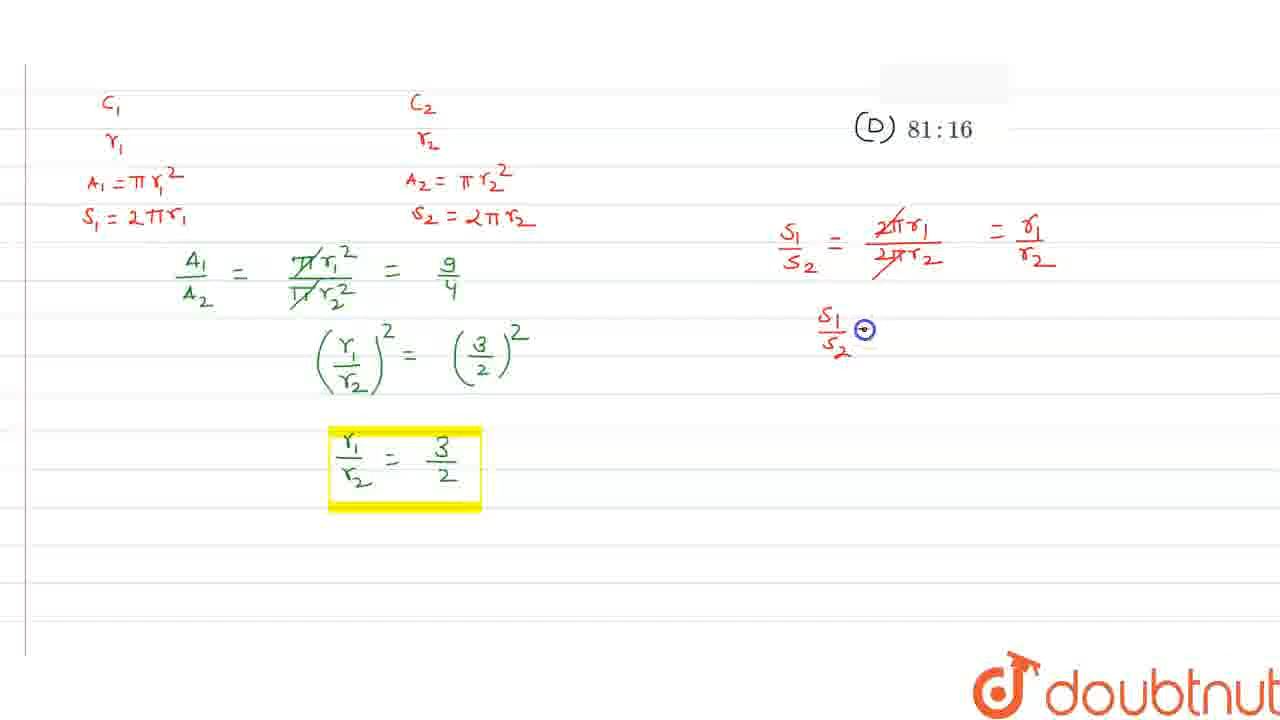 C₁ C₂
r₁ r₂
A₁ = πr₁² A₂ = πr₂²
S₁ = 2πr₁ S₂ = 2πr₂
A₁/A₂ = πr₁²/πr₂² = 9/4
(r₁/r₂)² = (3/2)²
r₁/r₂ = 3/2
(D) 81 : 16
S₁/S₂ = 2πr₁/2πr₂ = r₁/r₂
S₁/S₂ =
doubtnut